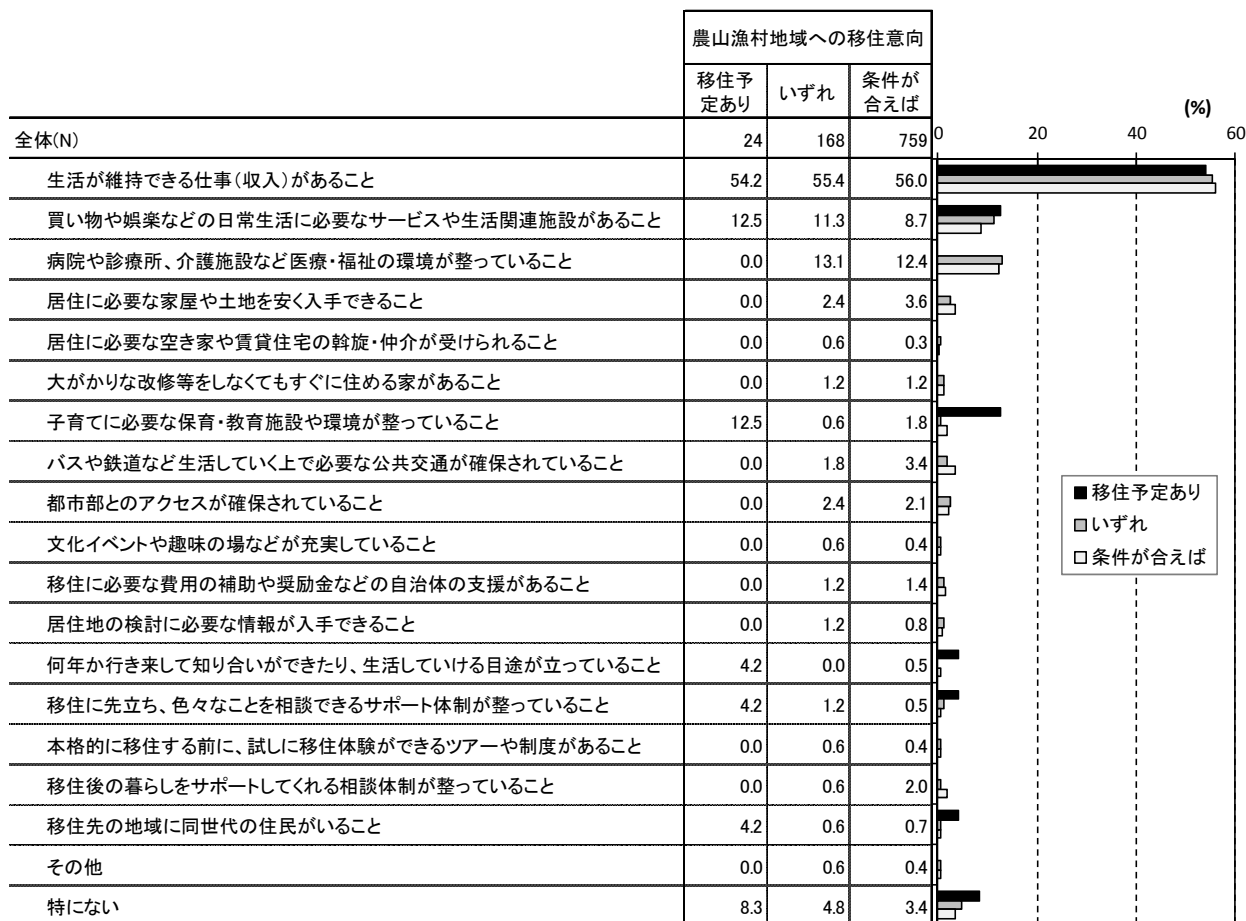 農山漁村地域への移住意向
移住予定あり いずれ 条件が合えば
(%)
全体(N) 24 168 759
0 20 40 60
生活が維持できる仕事(収入)があること 54.2 55.4 56.0
買い物や娯楽などの日常生活に必要なサービスや生活関連施設があること 12.5 11.3 8.7
病院や診療所、介護施設など医療・福祉の環境が整っていること 0.0 13.1 12.4
居住に必要な家屋や土地を安く入手できること 0.0 2.4 3.6
居住に必要な空き家や賃貸住宅の斡旋・仲介が受けられること 0.0 0.6 0.3
大がかりな改修等をしなくてもすぐに住める家があること 0.0 1.2 1.2
子育てに必要な保育・教育施設や環境が整っていること 12.5 0.6 1.8
バスや鉄道など生活していく上で必要な公共交通が確保されていること 0.0 1.8 3.4
都市部とのアクセスが確保されていること 0.0 2.4 2.1
文化イベントや趣味の場などが充実していること 0.0 0.6 0.4
移住に必要な費用の補助や奨励金などの自治体の支援があること 0.0 1.2 1.4
居住地の検討に必要な情報が入手できること 0.0 1.2 0.8
何年か行き来して知り合いができたり、生活していける目途が立っていること 4.2 0.0 0.5
移住に先立ち、色々なことを相談できるサポート体制が整っていること 4.2 1.2 0.5
本格的に移住する前に、試しに移住体験ができるツアーや制度があること 0.0 0.6 0.4
移住後の暮らしをサポートしてくれる相談体制が整っていること 0.0 0.6 2.0
移住先の地域に同世代の住民がいること 4.2 0.6 0.7
その他 0.0 0.6 0.4
特にない 8.3 4.8 3.4
移住予定あり
いずれ
条件が合えば